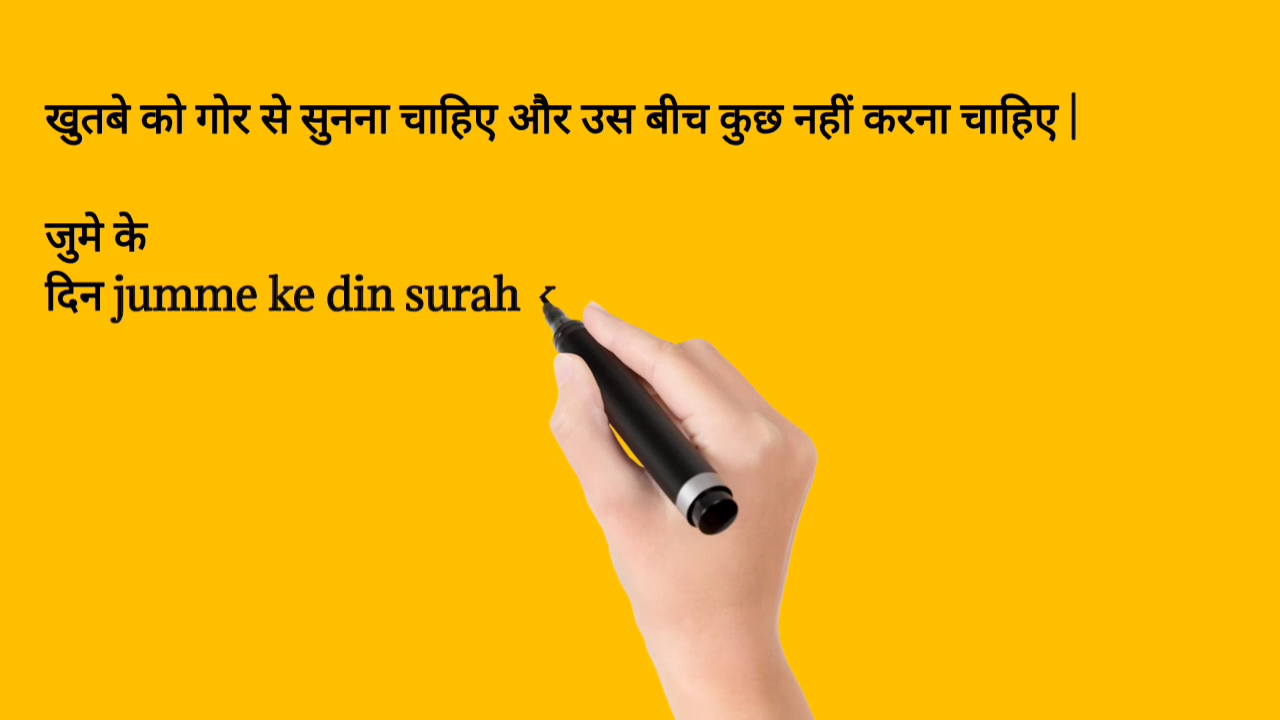 खुतबे को गोर से सुनना चाहिए और उस बीच कुछ नहीं करना चाहिए |
जुमे के
दिन jumme ke din surah